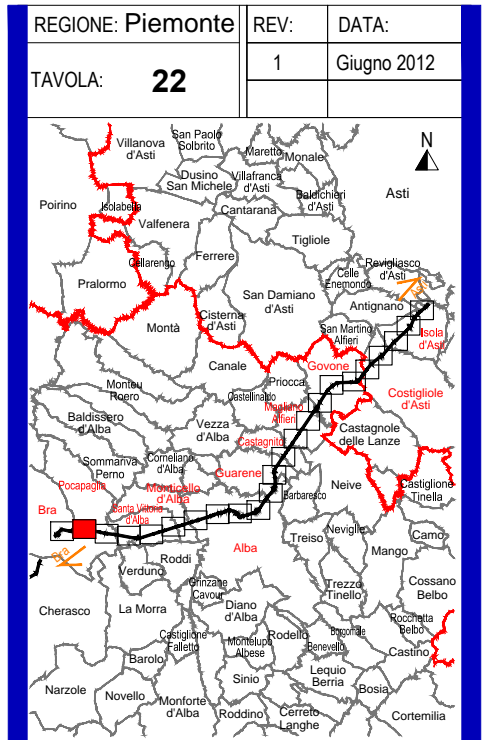 REGIONE: Piemonte
REV:
DATA:
TAVOLA: 22
1
Giugno 2012
N
Villanova
d'Asti
San Paolo
Solbrito
Maretto
Monale
Dusino
San Michele
Villafranca
d'Asti
Baldichieri
d'Asti
Asti
Poirino
Isolabella
Valfenera
Cantarana
Tigliole
Cellarengo
Ferrere
Revigliasco
d'Asti
Celle
Enemondo
Pralormo
San Damiano
d'Asti
Antignano
Asti
Montà
Cisterna
d'Asti
San Martino
Alfieri
Isola
d'Asti
Canale
Govone
Priocca
Monteu
Roero
Castellinaldo
Magliano
Alfieri
Costigliole
d'Asti
Baldissero
d'Alba
Vezza
d'Alba
Castagnito
Castagnole
delle Lanze
Sommariva
Perno
Corneliano
d'Alba
Guarene
Pocapaglia
Monticello
d'Alba
Barbaresco
Neive
Castiglione
Tinella
Bra
Santa Vittoria
d'Alba
Alba
Treiso
Neviglie
Camo
Mango
Bra
Roddi
Verduno
Grinzane
Cavour
Trezzo
Tinello
Cossano
Belbo
Cherasco
La Morra
Diano
d'Alba
Rocchetta
Belbo
Castiglione
Falletto
Montelupo
Albese
Rodello
Borgomale
Benevello
Castino
Barolo
Sinio
Lequio
Berria
Bosia
Narzole
Novello
Monforte
d'Alba
Roddino
Cerreto
Langhe
Cortemilia